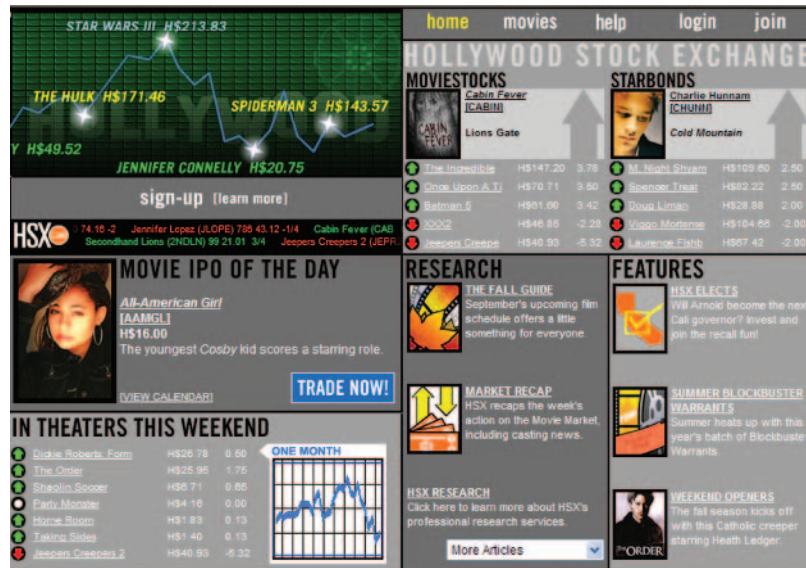 STAR WARS III H$213.83
THE HULK H$171.46
SPIDERMAN 3 H$143.57
Y H$49.52
HOLLYWOOD
JENNIFER CONNELLY H$20.75
sign-up [learn more]
HSX
74.16 -2 Jennifer Lopez (JLOPE) 786 43.12 -1/4 Cabin Fever (CAB
Secondhand Lions (2NDLN) 99 21.01 3/4 Jeepers Creepers 2 (JEPR
home movies help login join
HOLLYWOOD STOCK EXCHANGE
MOVIESTOCKS
Cabin Fever
[CABIN]
CABIN
FEVER
Lions Gate
The Incredible H$147.20 3.78
Once Upon A Ti H$70.71 3.50
Batman 5 H$61.60 3.42
XXX2 H$46.85 -2.28
Jeepers Creepe H$40.93 -5.32
STARBONDS
Charlie Hunnam
[CHUNN]
Cold Mountain
M. Night Shyam H$109.60 2.50
Spencer Treat H$82.22 2.50
Doug Liman H$28.88 2.00
Viggo Mortense H$104.66 -2.00
Laurence Fishb H$67.42 -2.00
MOVIE IPO OF THE DAY
All-American Girl
[AAMGL]
H$16.00
The youngest Cosby kid scores a starring role.
[VIEW CALENDAR]
TRADE NOW!
IN THEATERS THIS WEEKEND
Dickie Roberts: Form H$26.78 0.50
The Order H$25.95 1.75
Shaolin Soccer H$6.71 0.65
Party Monster H$4.16 0.00
Home Room H$1.83 0.13
Taking Sides H$1.40 0.13
Jeepers Creepers 2 H$40.93 -5.32
ONE MONTH
RESEARCH
THE FALL GUIDE
September's upcoming film
schedule offers a little
something for everyone.
MARKET RECAP
HSX recaps the week's
action on the Movie Market,
including casting news.
HSX RESEARCH
Click here to learn more about HSX's
professional research services.
More Articles
FEATURES
HSX ELECTS
Will Arnold become the nex
Cali governor? Invest and
join the recall fun!
SUMMER BLOCKBUSTER
WARRANTS
Summer heats up with this
year's batch of Blockbuste
Warrants.
WEEKEND OPENERS
The fall season kicks off
with this Catholic creeper
starring Heath Ledger.
THE ORDER